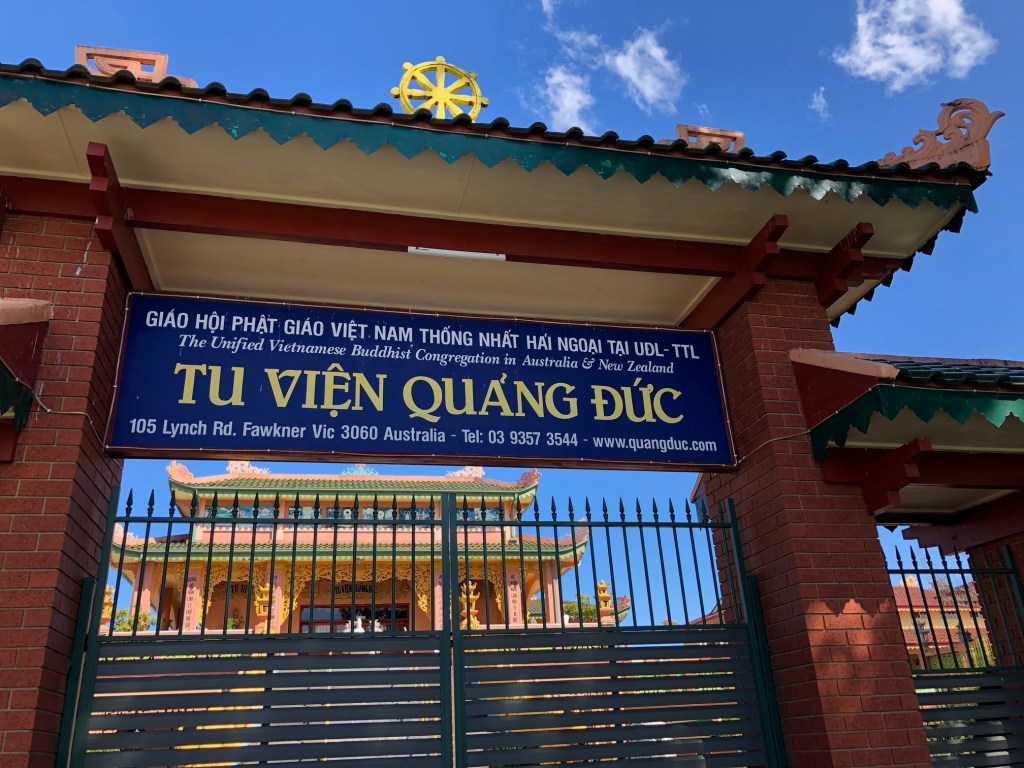 GIÁO HỘI PHẬT GIÁO VIỆT NAM THỐNG NHẤT HẢI NGOẠI TẠI UDL-TTL
The Unified Vietnamese Buddhist Congregation in Australia & New Zealand
TU VIỆN QUẢNG ĐỨC
105 Lynch Rd. Fawkner Vic 3060 Australia - Tel: 03 9357 3544 - www.quangduc.com